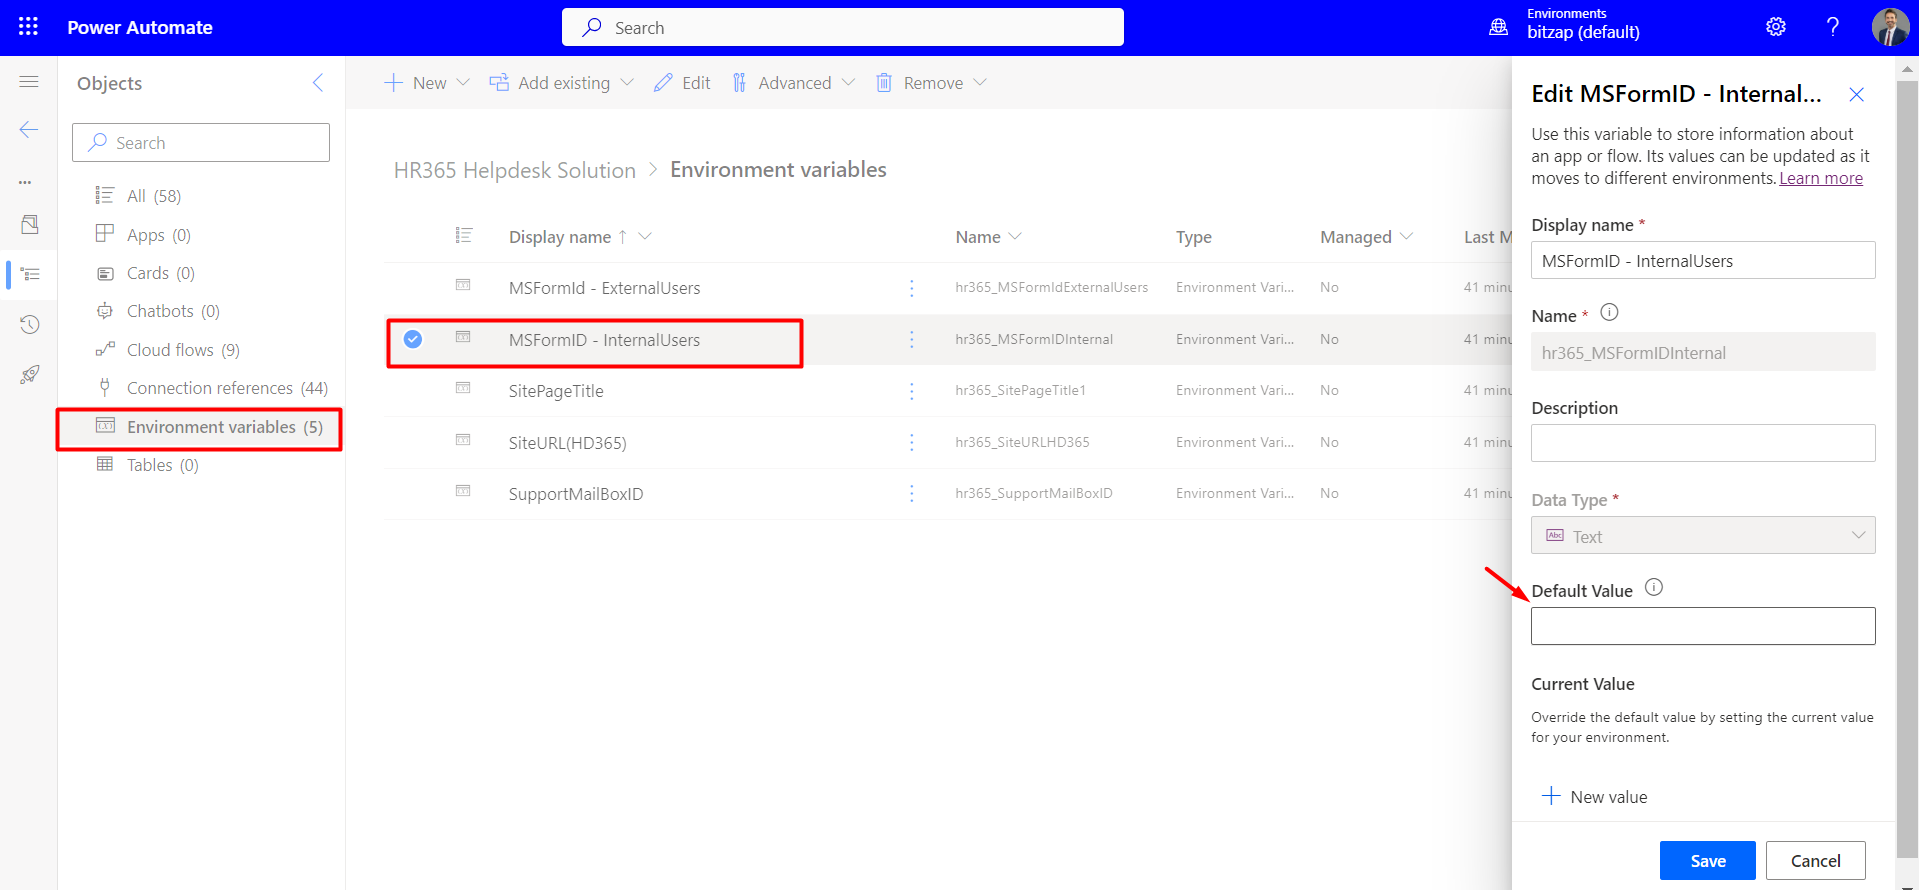 Power Automate
Search
Environments
bitzap (default)
?
Objects
Search
All (58)
Apps (0)
Cards (0)
Chatbots (0)
Cloud flows (9)
Connection references (44)
Environment variables (5)
Tables (0)
New
Add existing
Edit
Advanced
Remove
HR365 Helpdesk Solution > Environment variables
Display name ↑ Name Type Managed Last M
MSFormId - ExternalUsers hr365_MSFormIdExternalUsers Environment Vari... No 41 minu
MSFormID - InternalUsers hr365_MSFormIDInternal Environment Vari... No 41 minu
SitePageTitle hr365_SitePageTitle1 Environment Vari... No 41 minu
SiteURL(HD365) hr365_SiteURLHD365 Environment Vari... No 41 minu
SupportMailBoxID hr365_SupportMailBoxID Environment Vari... No 41 minu
Edit MSFormID - Internal...
Use this variable to store information about
an app or flow. Its values can be updated as it
moves to different environments. Learn more
Display name *
MSFormID - InternalUsers
Name *
hr365_MSFormIDInternal
Description
Data Type *
Abc Text
Default Value
Current Value
Override the default value by setting the current value
for your environment.
New value
Save
Cancel